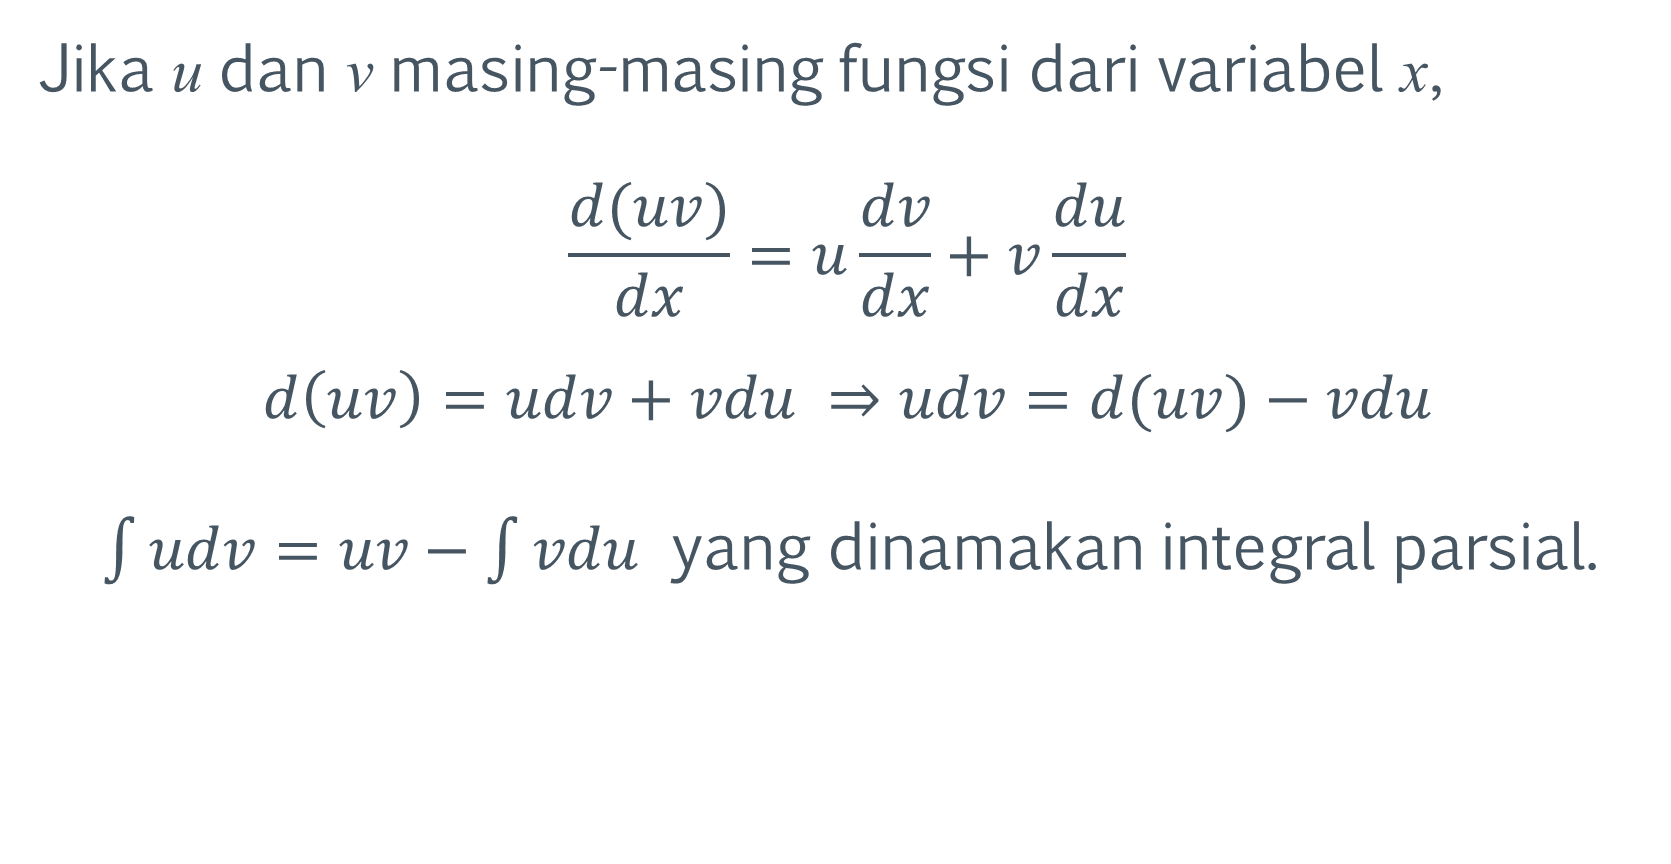 Jika u dan v masing-masing fungsi dari variabel x,
d(uv)/dx = u dv/dx + v du/dx
d(uv) = udv + vdu ⇒ udv = d(uv) − vdu
∫ udv = uv − ∫ vdu yang dinamakan integral parsial.